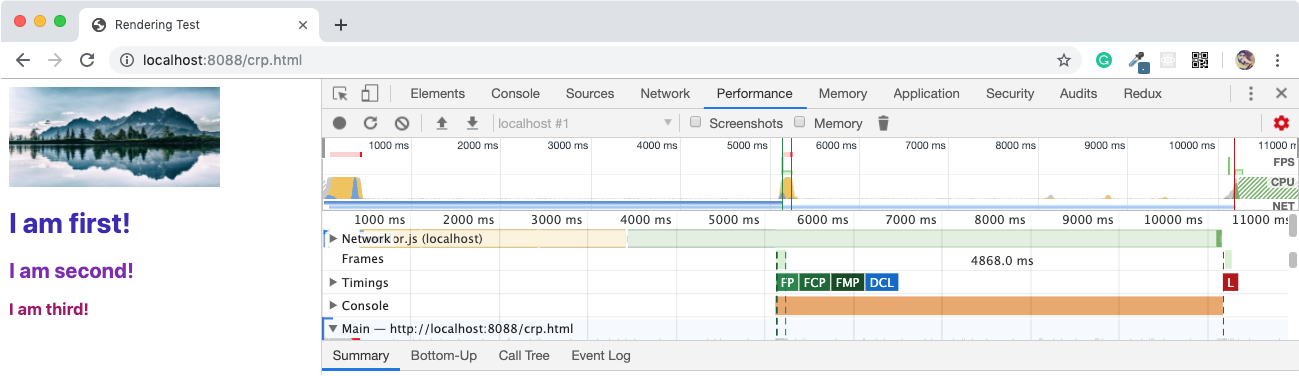 Rendering Test
localhost:8088/crp.html
I am first!
I am second!
I am third!
Elements Console Sources Network Performance Memory Application Security Audits Redux
localhost #1 Screenshots Memory
1000 ms 2000 ms 3000 ms 4000 ms 5000 ms 6000 ms 7000 ms 8000 ms 9000 ms 10000 ms 11000 m
FPS
CPU
NET
1000 ms 2000 ms 3000 ms 4000 ms 5000 ms 6000 ms 7000 ms 8000 ms 9000 ms 10000 ms 11000 ms
Network or.js (localhost)
Frames 4868.0 ms
Timings FP FCP FMP DCL L
Console
Main — http://localhost:8088/crp.html
Summary Bottom-Up Call Tree Event Log